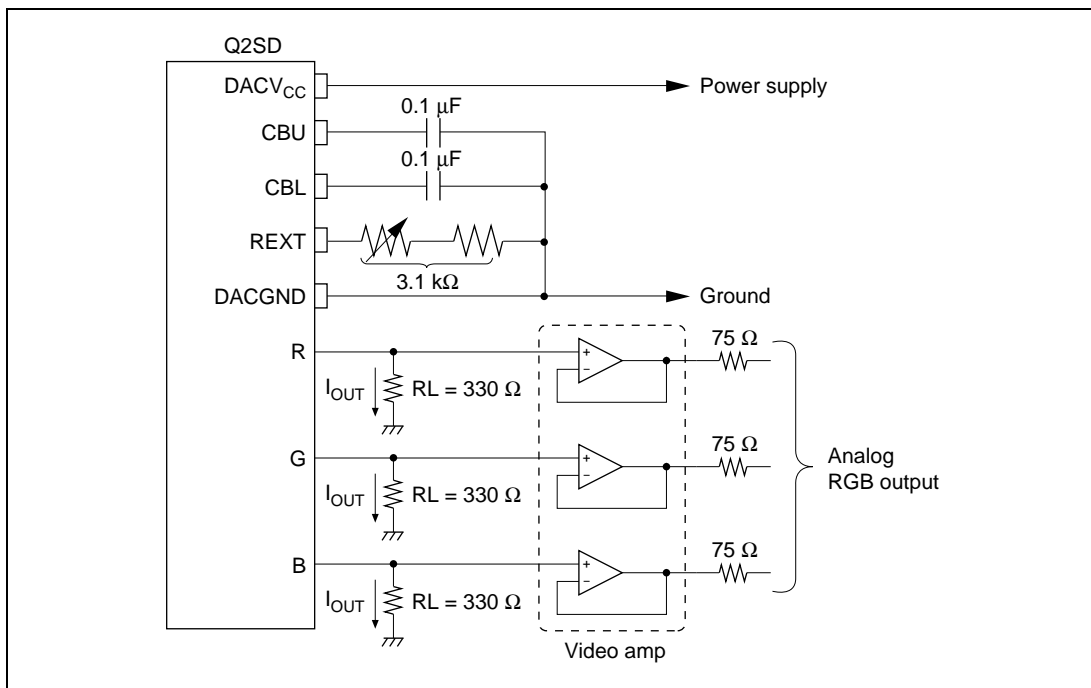 Q2SD
DACVCC
Power supply
0.1 μF
CBU
0.1 μF
CBL
REXT
3.1 kΩ
DACGND
Ground
R
75 Ω
+
−
IOUT
RL = 330 Ω
G
75 Ω
+
−
IOUT
RL = 330 Ω
Analog
RGB output
B
75 Ω
+
−
IOUT
RL = 330 Ω
Video amp